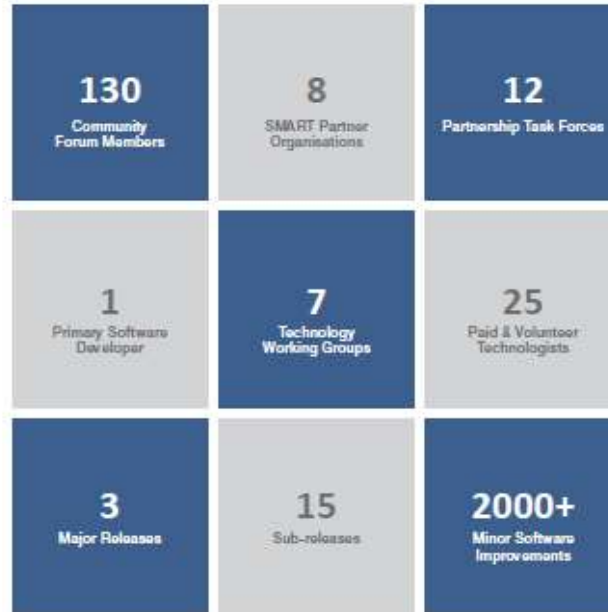 130
Community
Forum Members
8
SMART Partner
Organisations
12
Partnership Task Forces
1
Primary Software
Developer
7
Technology
Working Groups
25
Paid & Volunteer
Technologists
3
Major Releases
15
Sub-releases
2000+
Minor Software
Improvements